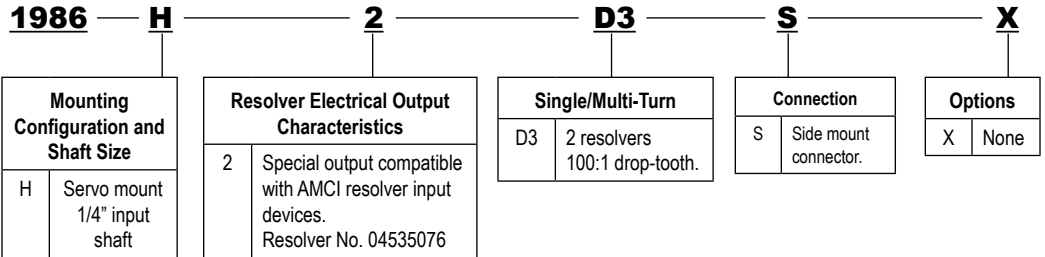 1986 H 2 D3 S X
Mounting
Configuration and
Shaft Size
H Servo mount
1/4” input
shaft
Resolver Electrical Output
Characteristics
2 Special output compatible
with AMCI resolver input
devices.
Resolver No. 04535076
Single/Multi-Turn
D3 2 resolvers
100:1 drop-tooth.
Connection
S Side mount
connector.
Options
X None